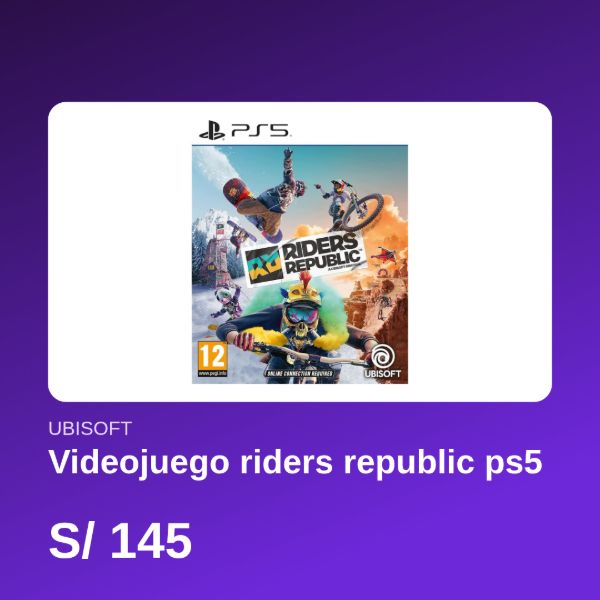 PS5
RIDERS
REPUBLIC
12
www.pegi.info
ONLINE CONNECTION REQUIRED
UBISOFT
UBISOFT
Videojuego riders republic ps5
S/ 145